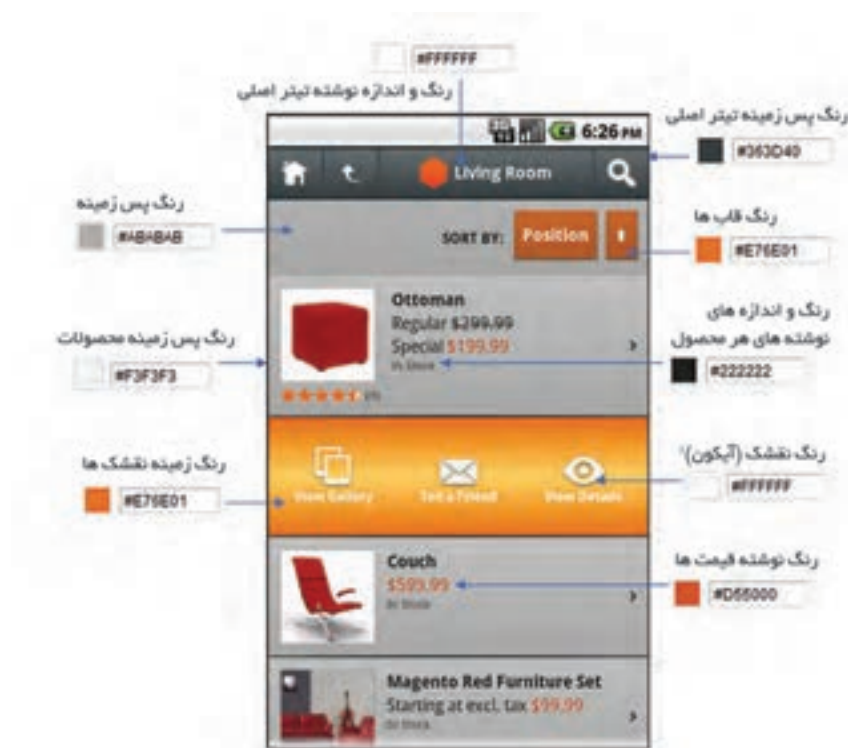 #FFFFFF
رنگ و اندازه نوشته تیتر اصلی
رنگ پس زمینه تیتر اصلی
#363D40
6:26 PM
Living Room
رنگ پس زمینه
#ABABAB
SORT BY: Position
رنگ قاب ها
#E76E01
Ottoman
Regular $299.99
Special $199.99
In Stock
رنگ و اندازه های
نوشته های هر محصول
#222222
رنگ پس زمینه محصولات
#F3F3F3
رنگ نقشک (آیکون)¹
#FFFFFF
رنگ زمینه نقشک ها
#E76E01
View Gallery
Tell a Friend
View Details
Couch
$599.99
In Stock
رنگ نوشته قیمت ها
#D55000
Magento Red Furniture Set
Starting at excl. tax $99.99
In Stock